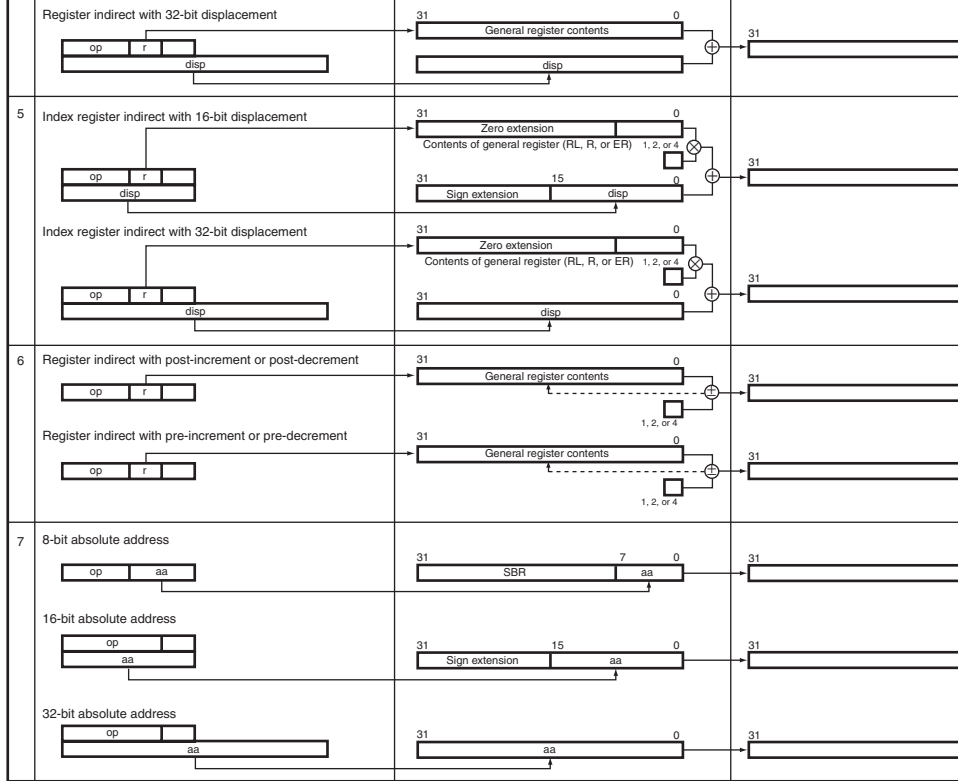 Register indirect with 32-bit displacement
31 0
General register contents
31
op r
disp
disp
5
Index register indirect with 16-bit displacement
31 0
Zero extension
Contents of general register (RL, R, or ER) 1, 2, or 4
×
31
+
op r
disp
31 15 0
Sign extension disp
Index register indirect with 32-bit displacement
31 0
Zero extension
Contents of general register (RL, R, or ER) 1, 2, or 4
×
31
+
op r
disp
31 0
disp
6
Register indirect with post-increment or post-decrement
31 0
General register contents
31
op r
±
1, 2, or 4
Register indirect with pre-increment or pre-decrement
31 0
General register contents
31
op r
±
1, 2, or 4
7
8-bit absolute address
31 7 0
31
op aa
SBR aa
16-bit absolute address
op
aa
31 15 0
31
Sign extension aa
32-bit absolute address
op
aa
31 0
31
aa